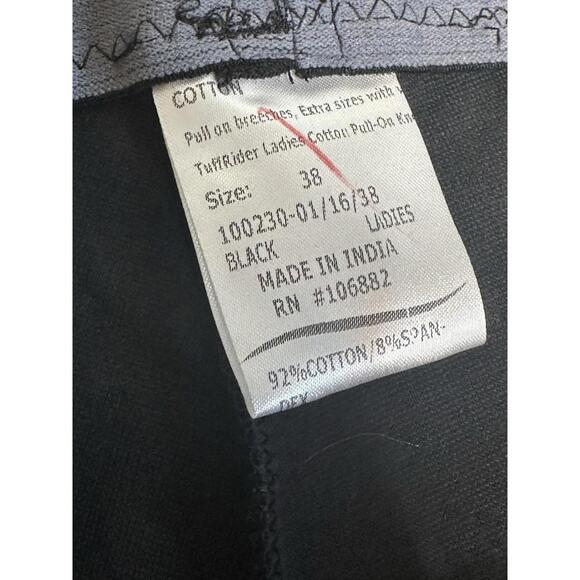 COTTON
Pull on breeches, Extra sizes with
TuffRider Ladies Cotton Pull-On
Size: 38
100230-01/16/38
BLACK LADIES
MADE IN INDIA
RN #106882
92%COTTON/8%SPAN-
DEX